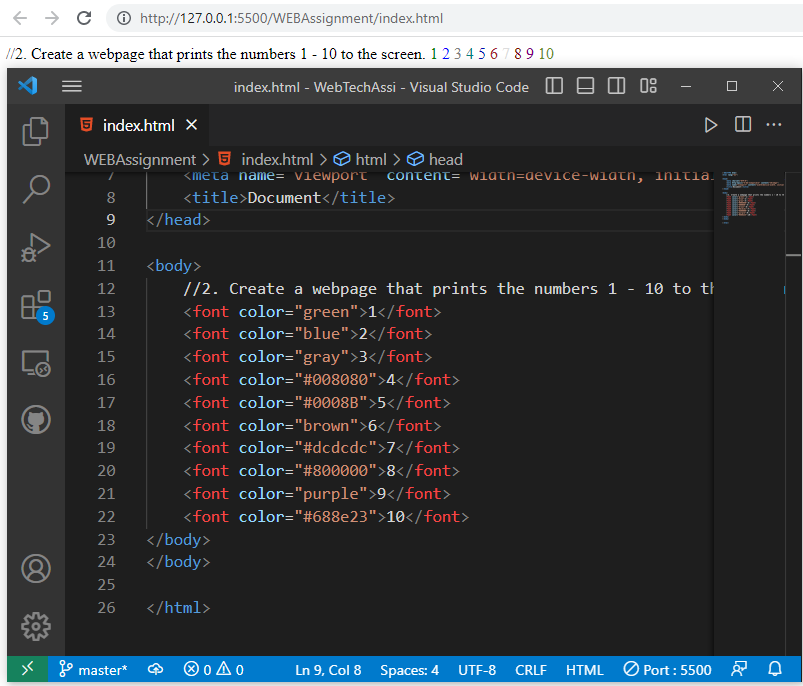 http://127.0.0.1:5500/WEBAssignment/index.html
//2. Create a webpage that prints the numbers 1 - 10 to the screen. 1 2 3 4 5 6 7 8 9 10
index.html - WebTechAssi - Visual Studio Code
index.html
WEBAssignment > index.html > html > head
7 <meta name="viewport" content="width=device-width, initial
8 <title>Document</title>
9 </head>
10
11 <body>
12 //2. Create a webpage that prints the numbers 1 - 10 to th
13 <font color="green">1</font>
14 <font color="blue">2</font>
15 <font color="gray">3</font>
16 <font color="#008080">4</font>
17 <font color="#0008B">5</font>
18 <font color="brown">6</font>
19 <font color="#dcdcdc">7</font>
20 <font color="#800000">8</font>
21 <font color="purple">9</font>
22 <font color="#688e23">10</font>
23 </body>
24 </body>
25
26 </html>
5
master* 0 0 Ln 9, Col 8 Spaces: 4 UTF-8 CRLF HTML Port : 5500